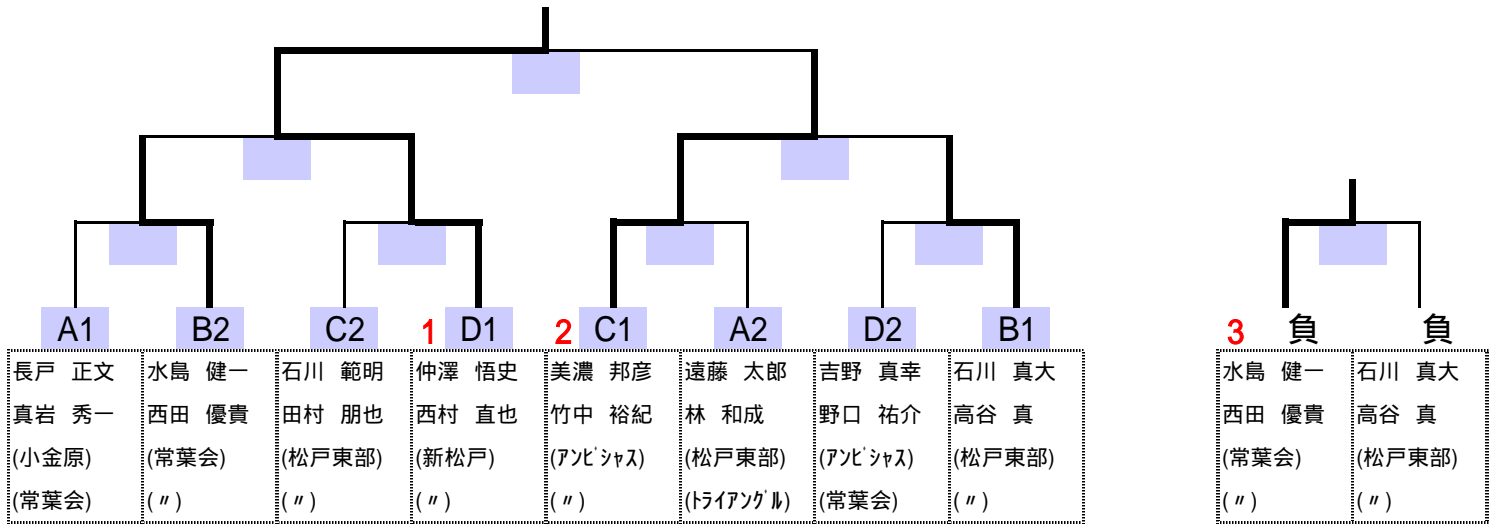 A1 B2 C2 1 D1 2 C1 A2 D2 B1 3 負 負
長戸 正文 水島 健一 石川 範明 仲澤 悟史 美濃 邦彦 遠藤 太郎 吉野 真幸 石川 真大 水島 健一 石川 真大
真岩 秀一 西田 優貴 田村 朋也 西村 直也 竹中 裕紀 林 和成 野口 祐介 高谷 真 西田 優貴 高谷 真
(小金原) (常葉会) (松戸東部) (新松戸) (ｱﾝﾋﾞｼｬｽ) (松戸東部) (ｱﾝﾋﾞｼｬｽ) (松戸東部) (常葉会) (松戸東部)
(常葉会) (〃) (〃) (〃) (〃) (ﾄﾗｲｱﾝｸﾞﾙ) (常葉会) (〃) (〃) (〃)